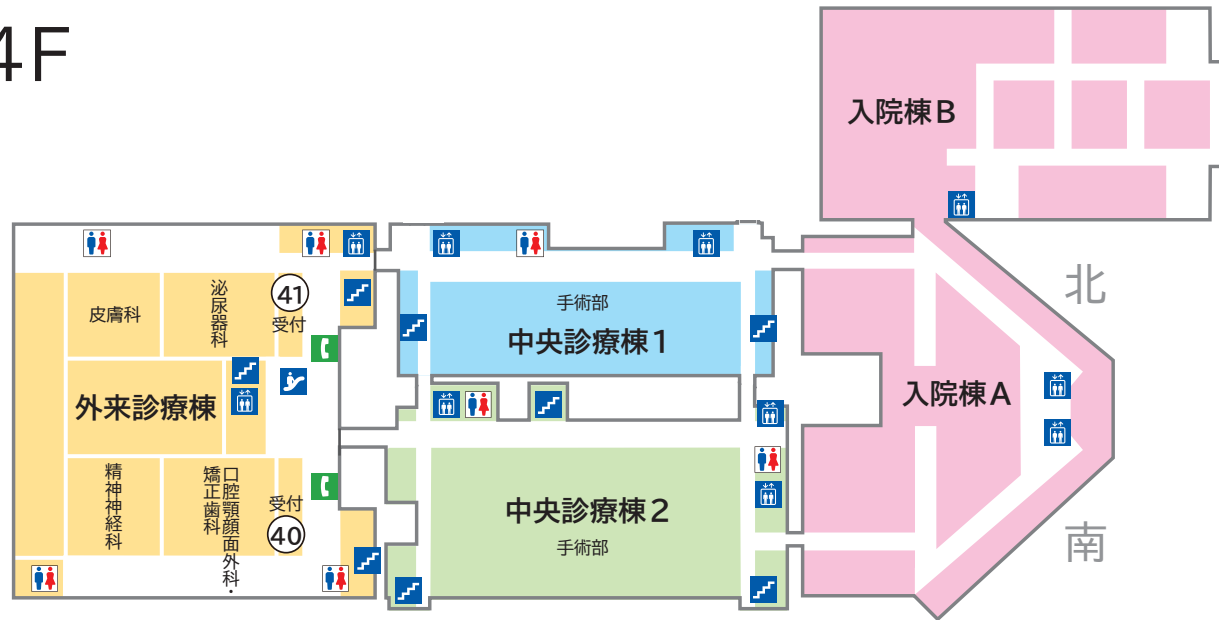 4F
入院棟B
北
泌尿器科
41
受付
皮膚科
手術部
中央診療棟1
外来診療棟
入院棟A
精神神経科
口腔顎顔面外科・
矯正歯科
受付
40
中央診療棟2
手術部
南